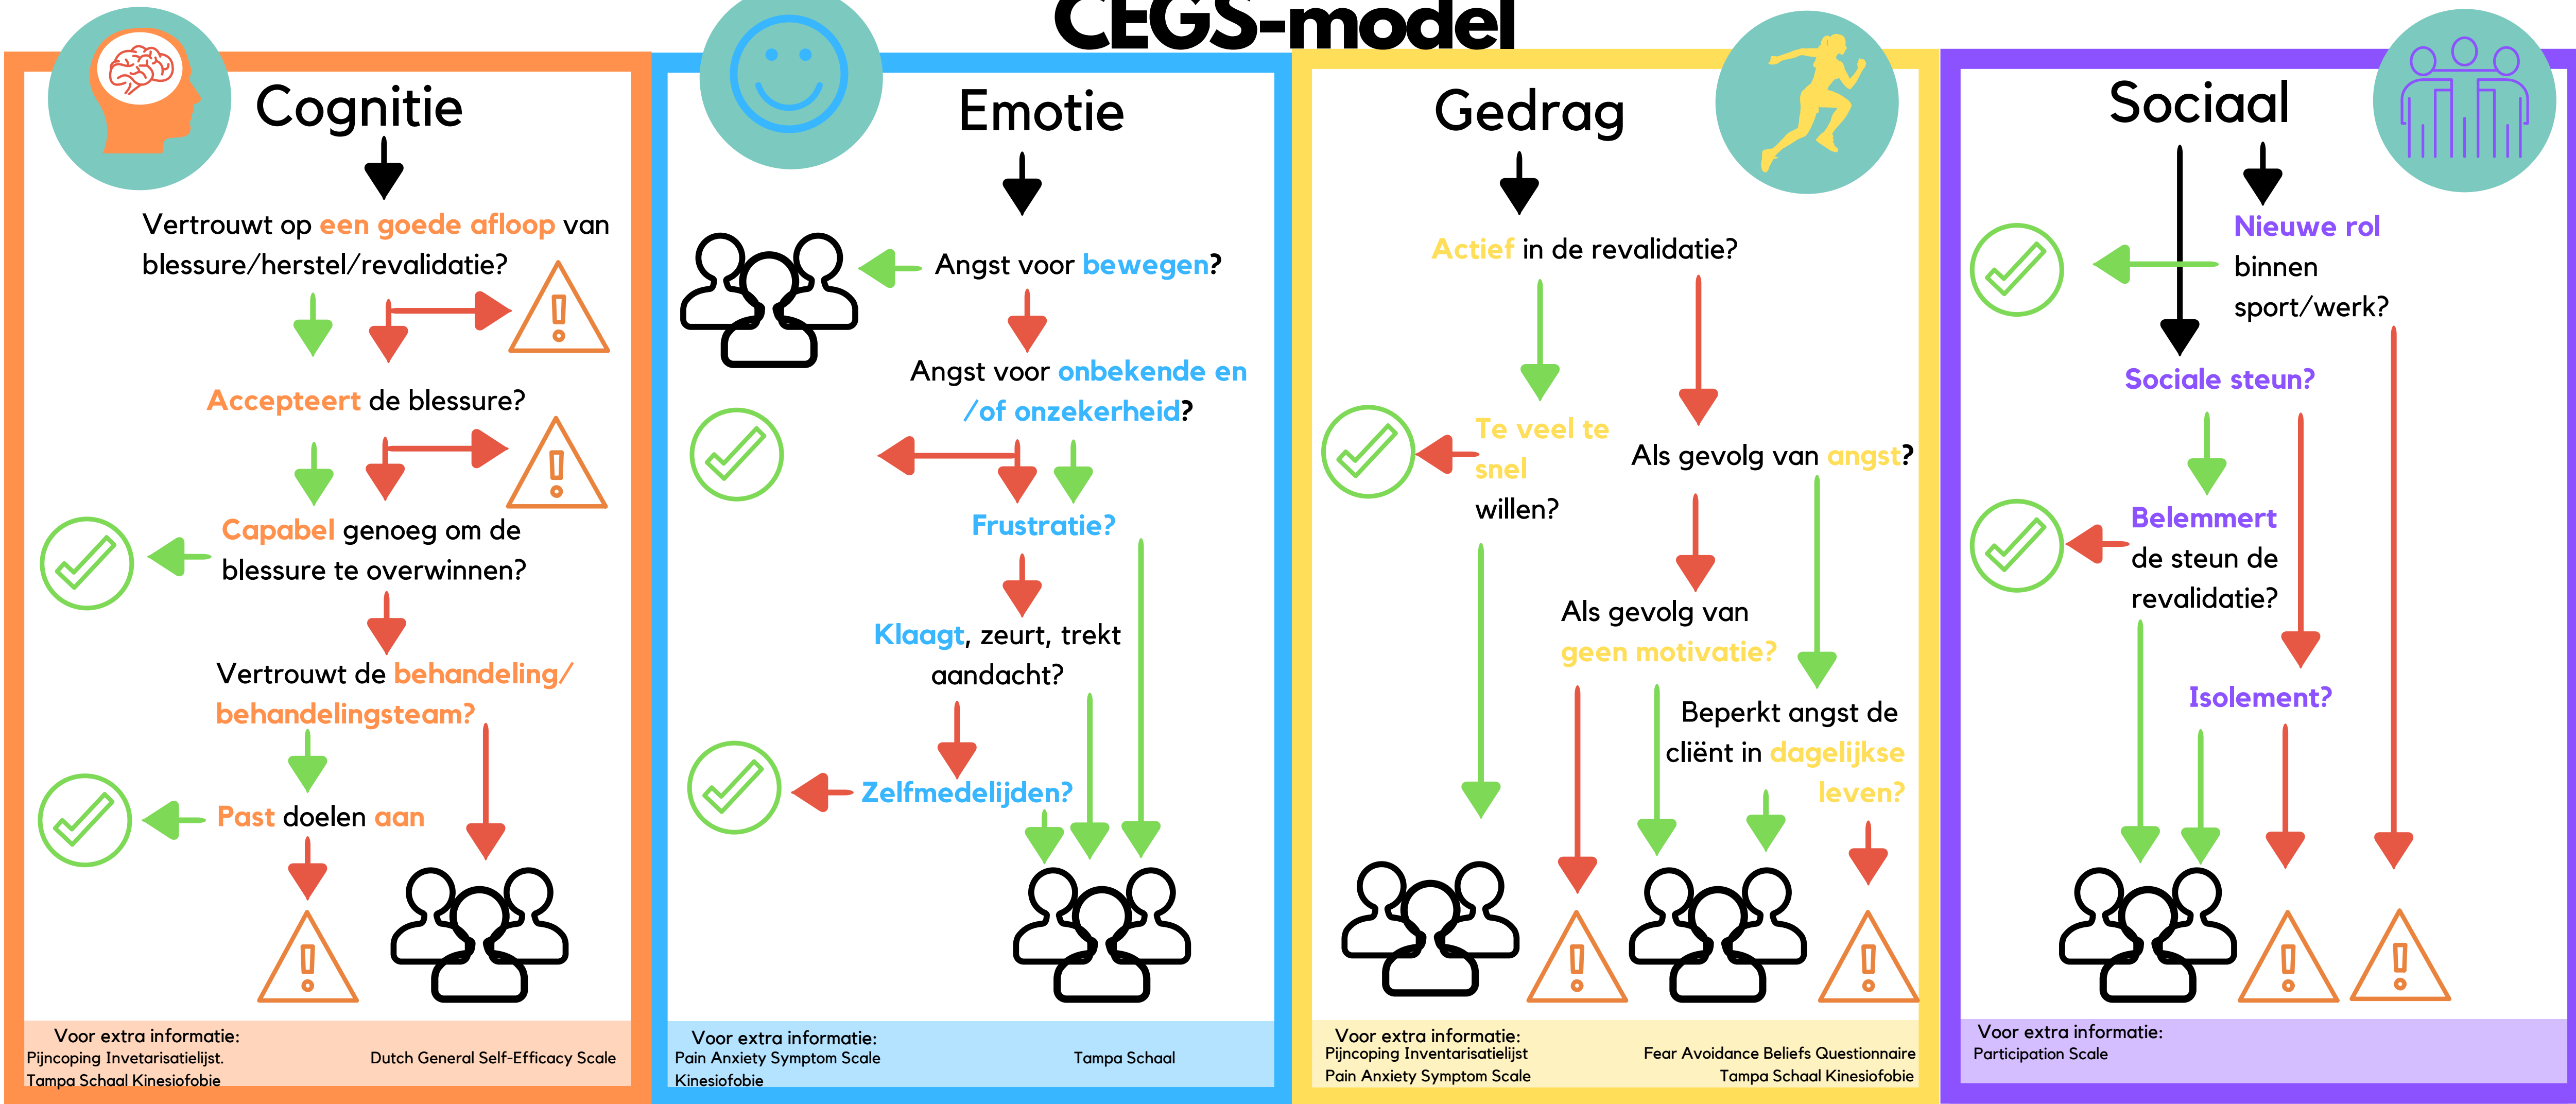 CEGS-model
Cognitie
Vertrouwt op een goede afloop van
blessure/herstel/revalidatie?
Accepteert de blessure?
Capabel genoeg om de
blessure te overwinnen?
Vertrouwt de behandeling/
behandelingsteam?
Past doelen aan
Voor extra informatie:
Pijncoping Invetarisatielijst.
Dutch General Self-Efficacy Scale
Tampa Schaal Kinesiofobie
Emotie
Angst voor bewegen?
Angst voor onbekende en
/of onzekerheid?
Frustratie?
Klaagt, zeurt, trekt
aandacht?
Zelfmedelijden?
Voor extra informatie:
Pain Anxiety Symptom Scale
Tampa Schaal
Kinesiofobie
Gedrag
Actief in de revalidatie?
Te veel te
snel
willen?
Als gevolg van angst?
Als gevolg van
geen motivatie?
Beperkt angst de
cliënt in dagelijkse
leven?
Voor extra informatie:
Pijncoping Inventarisatielijst
Fear Avoidance Beliefs Questionnaire
Pain Anxiety Symptom Scale
Tampa Schaal Kinesiofobie
Sociaal
Nieuwe rol
binnen
sport/werk?
Sociale steun?
Belemmert
de steun de
revalidatie?
Isolement?
Voor extra informatie:
Participation Scale